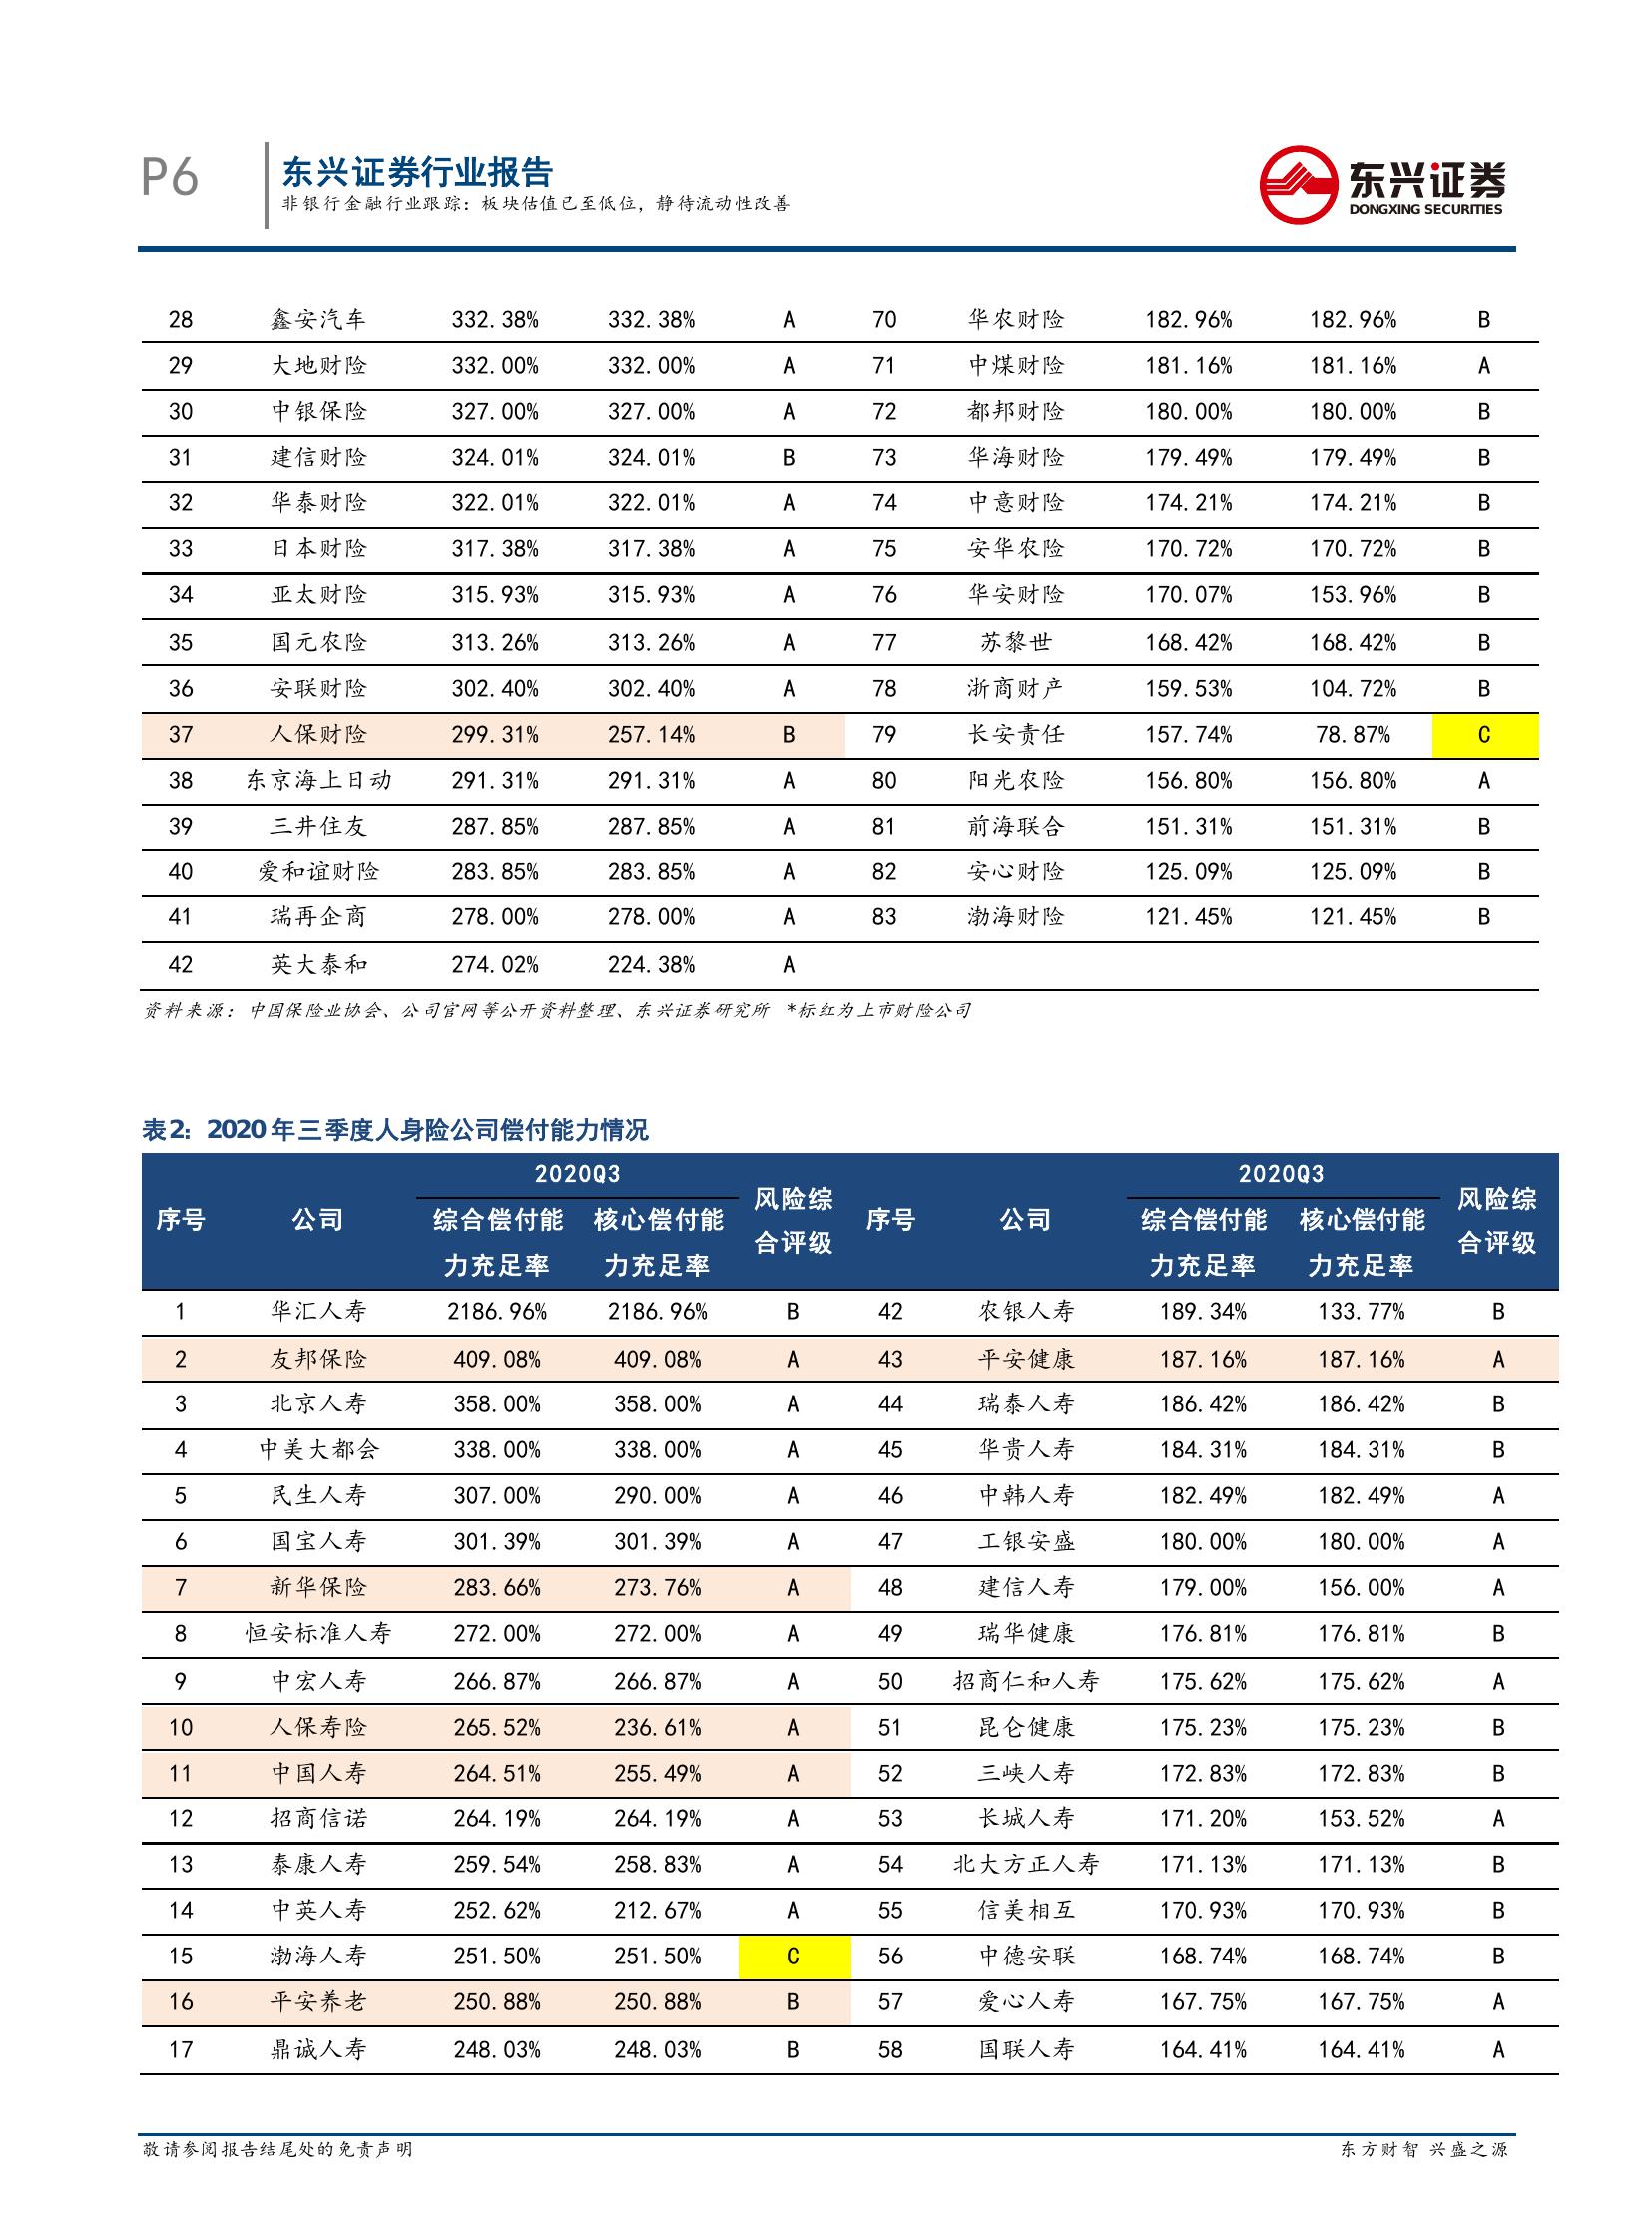 P6
东兴证券行业报告
非银行金融行业跟踪：板块估值已至低位，静待流动性改善
东兴证券
DONGXING SECURITIES
28 鑫安汽车 332.38% 332.38% A 70 华农财险 182.96% 182.96% B
29 大地财险 332.00% 332.00% A 71 中煤财险 181.16% 181.16% A
30 中银保险 327.00% 327.00% A 72 都邦财险 180.00% 180.00% B
31 建信财险 324.01% 324.01% B 73 华海财险 179.49% 179.49% B
32 华泰财险 322.01% 322.01% A 74 中意财险 174.21% 174.21% B
33 日本财险 317.38% 317.38% A 75 安华农险 170.72% 170.72% B
34 亚太财险 315.93% 315.93% A 76 华安财险 170.07% 153.96% B
35 国元农险 313.26% 313.26% A 77 苏黎世 168.42% 168.42% B
36 安联财险 302.40% 302.40% A 78 浙商财产 159.53% 104.72% B
37 人保财险 299.31% 257.14% B 79 长安责任 157.74% 78.87% C
38 东京海上日动 291.31% 291.31% A 80 阳光农险 156.80% 156.80% A
39 三井住友 287.85% 287.85% A 81 前海联合 151.31% 151.31% B
40 爱和谊财险 283.85% 283.85% A 82 安心财险 125.09% 125.09% B
41 瑞再企商 278.00% 278.00% A 83 渤海财险 121.45% 121.45% B
42 英大泰和 274.02% 224.38% A
资料来源：中国保险业协会、公司官网等公开资料整理、东兴证券研究所 *标红为上市财险公司
表2：2020年三季度人身险公司偿付能力情况
2020Q3 2020Q3
风险综 风险综
序号 公司 综合偿付能 核心偿付能 序号 公司 综合偿付能 核心偿付能
合评级 合评级
力充足率 力充足率 力充足率 力充足率
1 华汇人寿 2186.96% 2186.96% B 42 农银人寿 189.34% 133.77% B
2 友邦保险 409.08% 409.08% A 43 平安健康 187.16% 187.16% A
3 北京人寿 358.00% 358.00% A 44 瑞泰人寿 186.42% 186.42% B
4 中美大都会 338.00% 338.00% A 45 华贵人寿 184.31% 184.31% B
5 民生人寿 307.00% 290.00% A 46 中韩人寿 182.49% 182.49% A
6 国宝人寿 301.39% 301.39% A 47 工银安盛 180.00% 180.00% A
7 新华保险 283.66% 273.76% A 48 建信人寿 179.00% 156.00% A
8 恒安标准人寿 272.00% 272.00% A 49 瑞华健康 176.81% 176.81% B
9 中宏人寿 266.87% 266.87% A 50 招商仁和人寿 175.62% 175.62% A
10 人保寿险 265.52% 236.61% A 51 昆仑健康 175.23% 175.23% B
11 中国人寿 264.51% 255.49% A 52 三峡人寿 172.83% 172.83% B
12 招商信诺 264.19% 264.19% A 53 长城人寿 171.20% 153.52% A
13 泰康人寿 259.54% 258.83% A 54 北大方正人寿 171.13% 171.13% B
14 中英人寿 252.62% 212.67% A 55 信美相互 170.93% 170.93% B
15 渤海人寿 251.50% 251.50% C 56 中德安联 168.74% 168.74% B
16 平安养老 250.88% 250.88% B 57 爱心人寿 167.75% 167.75% A
17 鼎诚人寿 248.03% 248.03% B 58 国联人寿 164.41% 164.41% A
敬请参阅报告结尾处的免责声明 东方财智 兴盛之源